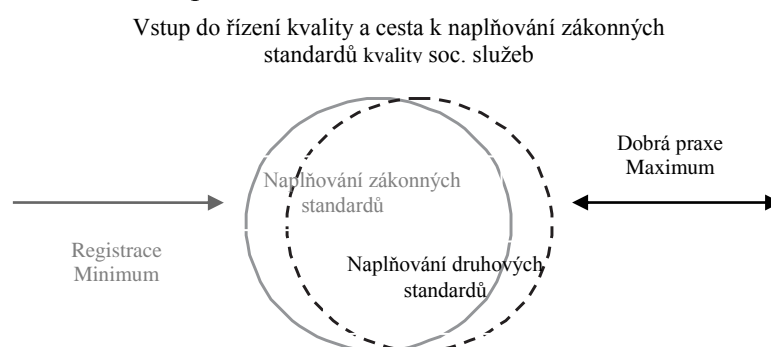 Vstup do řízení kvality a cesta k naplňování zákonných
standardů kvality soc. služeb
Dobrá praxe
Maximum
Naplňování zákonných
standardů
Registrace
Minimum
Naplňování druhových
standardů